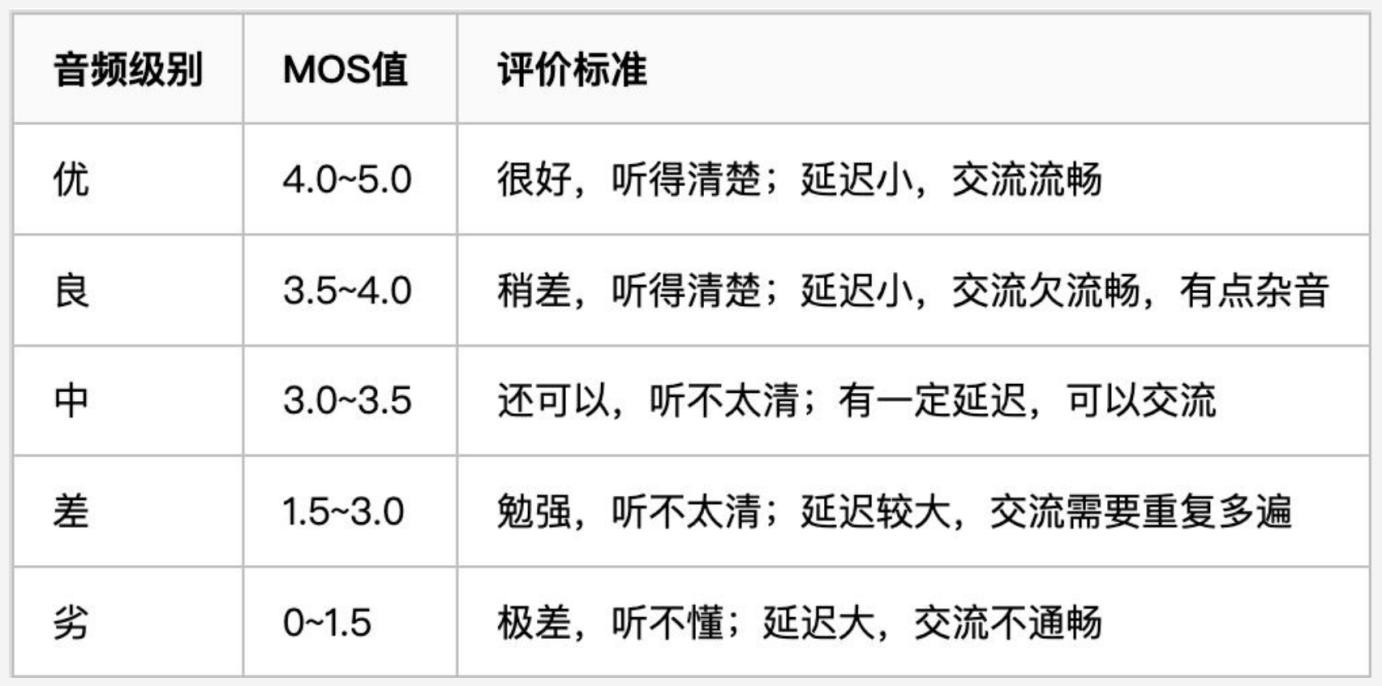 音频级别 MOS值 评价标准
优 4.0~5.0 很好，听得清楚；延迟小，交流流畅
良 3.5~4.0 稍差，听得清楚；延迟小，交流欠流畅，有点杂音
中 3.0~3.5 还可以，听不太清；有一定延迟，可以交流
差 1.5~3.0 勉强，听不太清；延迟较大，交流需要重复多遍
劣 0~1.5 极差，听不懂；延迟大，交流不通畅